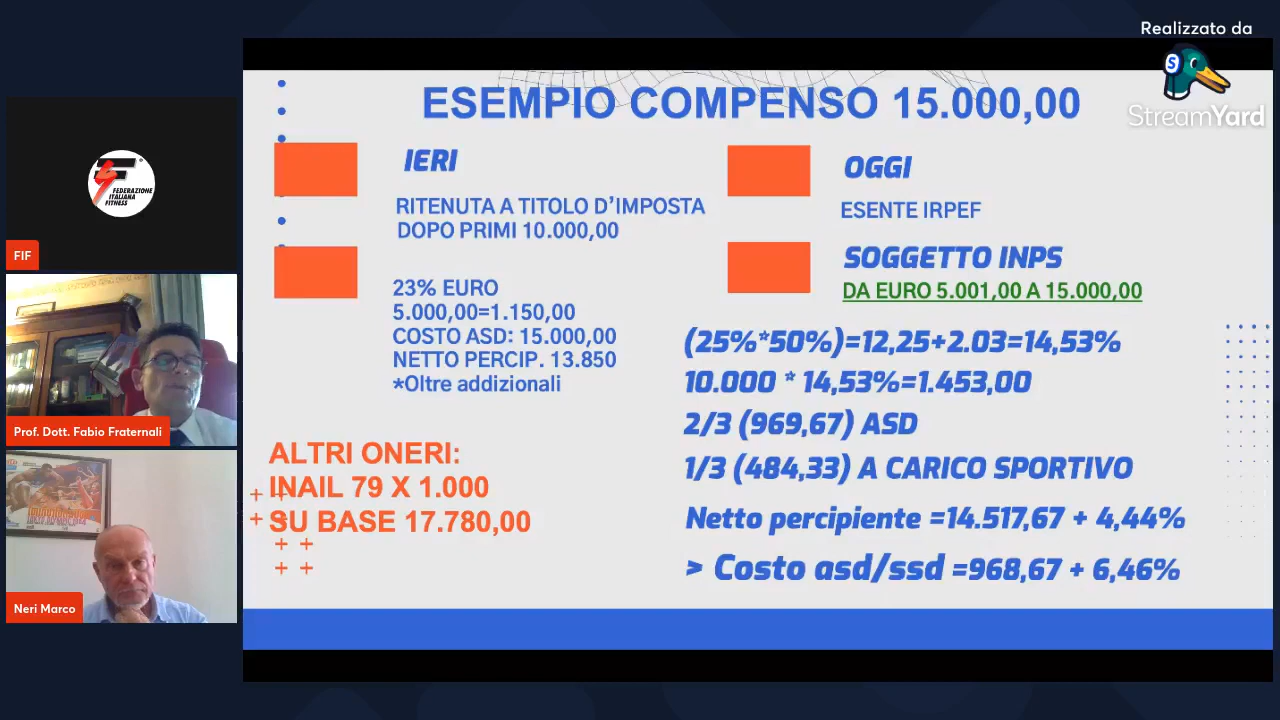 Realizzato da
StreamYard
ESEMPIO COMPENSO 15.000,00
IERI
RITENUTA A TITOLO D'IMPOSTA
DOPO PRIMI 10.000,00
23% EURO
5.000,00=1.150,00
COSTO ASD: 15.000,00
NETTO PERCIP. 13.850
*Oltre addizionali
ALTRI ONERI:
INAIL 79 X 1.000
SU BASE 17.780,00
OGGI
ESENTE IRPEF
SOGGETTO INPS
DA EURO 5.001,00 A 15.000,00
(25%*50%)=12,25+2.03=14,53%
10.000 * 14,53%=1.453,00
2/3 (969,67) ASD
1/3 (484,33) A CARICO SPORTIVO
Netto percipiente =14.517,67 + 4,44%
> Costo asd/ssd =968,67 + 6,46%
FEDERAZIONE
ITALIANA
FITNESS
FIF
Prof. Dott. Fabio Fraternali
Neri Marco